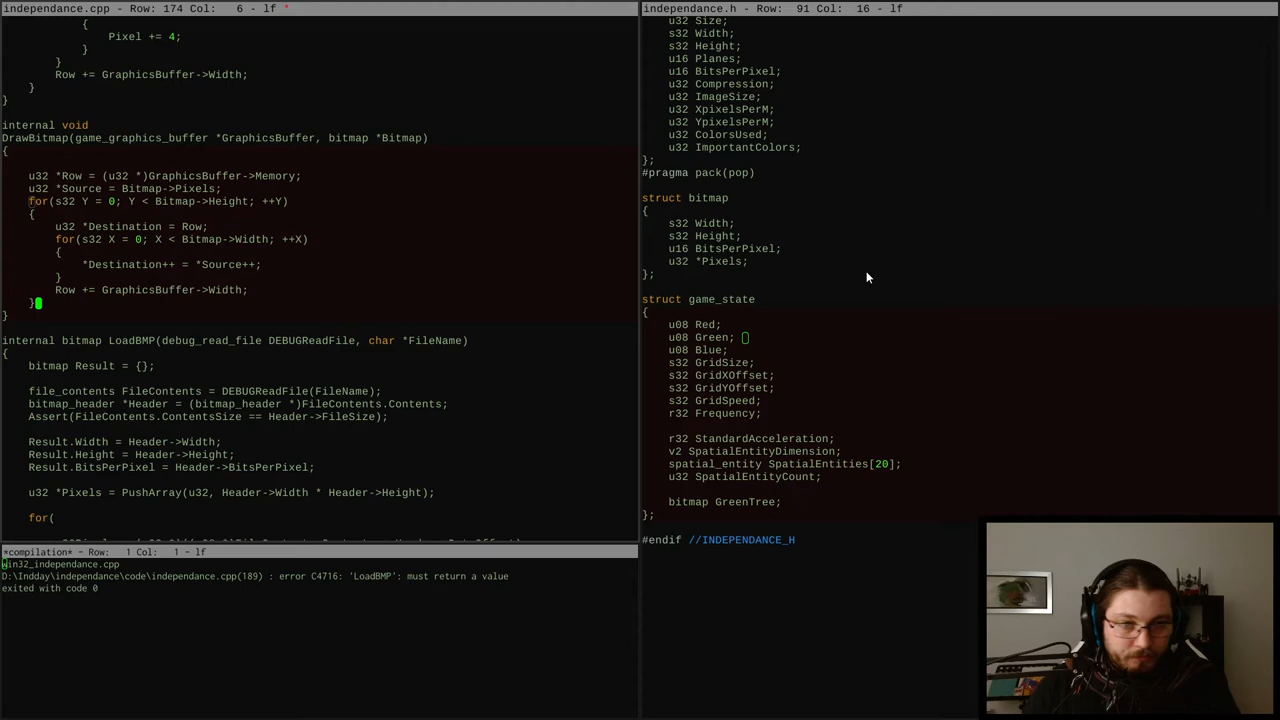 independance.cpp - Row: 174 Col:   6 - lf *
{
Pixel += 4;
}
}
Row += GraphicsBuffer->Width;
}
}
internal void
DrawBitmap(game_graphics_buffer *GraphicsBuffer, bitmap *Bitmap)
{
u32 *Row = (u32 *)GraphicsBuffer->Memory;
u32 *Source = Bitmap->Pixels;
for(s32 Y = 0; Y < Bitmap->Height; ++Y)
{
u32 *Destination = Row;
for(s32 X = 0; X < Bitmap->Width; ++X)
{
*Destination++ = *Source++;
}
Row += GraphicsBuffer->Width;
}
}
internal bitmap LoadBMP(debug_read_file DEBUGReadFile, char *FileName)
{
bitmap Result = {};
file_contents FileContents = DEBUGReadFile(FileName);
bitmap_header *Header = (bitmap_header *)FileContents.Contents;
Assert(FileContents.ContentsSize == Header->FileSize);
Result.Width = Header->Width;
Result.Height = Header->Height;
Result.BitsPerPixel = Header->BitsPerPixel;
u32 *Pixels = PushArray(u32, Header->Width * Header->Height);
for(
*compilation* - Row:   1 Col:   1 - lf
win32_independance.cpp
D:\Indday\independance\code\independance.cpp(189) : error C4716: 'LoadBMP': must return a value
exited with code 0
independance.h - Row:  91 Col:  16 - lf
u32 Size;
s32 Width;
s32 Height;
u16 Planes;
u16 BitsPerPixel;
u32 Compression;
u32 ImageSize;
u32 XpixelsPerM;
u32 YpixelsPerM;
u32 ColorsUsed;
u32 ImportantColors;
};
#pragma pack(pop)
struct bitmap
{
s32 Width;
s32 Height;
u16 BitsPerPixel;
u32 *Pixels;
};
struct game_state
{
u08 Red;
u08 Green;
u08 Blue;
s32 GridSize;
s32 GridXOffset;
s32 GridYOffset;
s32 GridSpeed;
r32 Frequency;
r32 StandardAcceleration;
v2 SpatialEntityDimension;
spatial_entity SpatialEntities[20];
u32 SpatialEntityCount;
bitmap GreenTree;
};
#endif //INDEPENDANCE_H